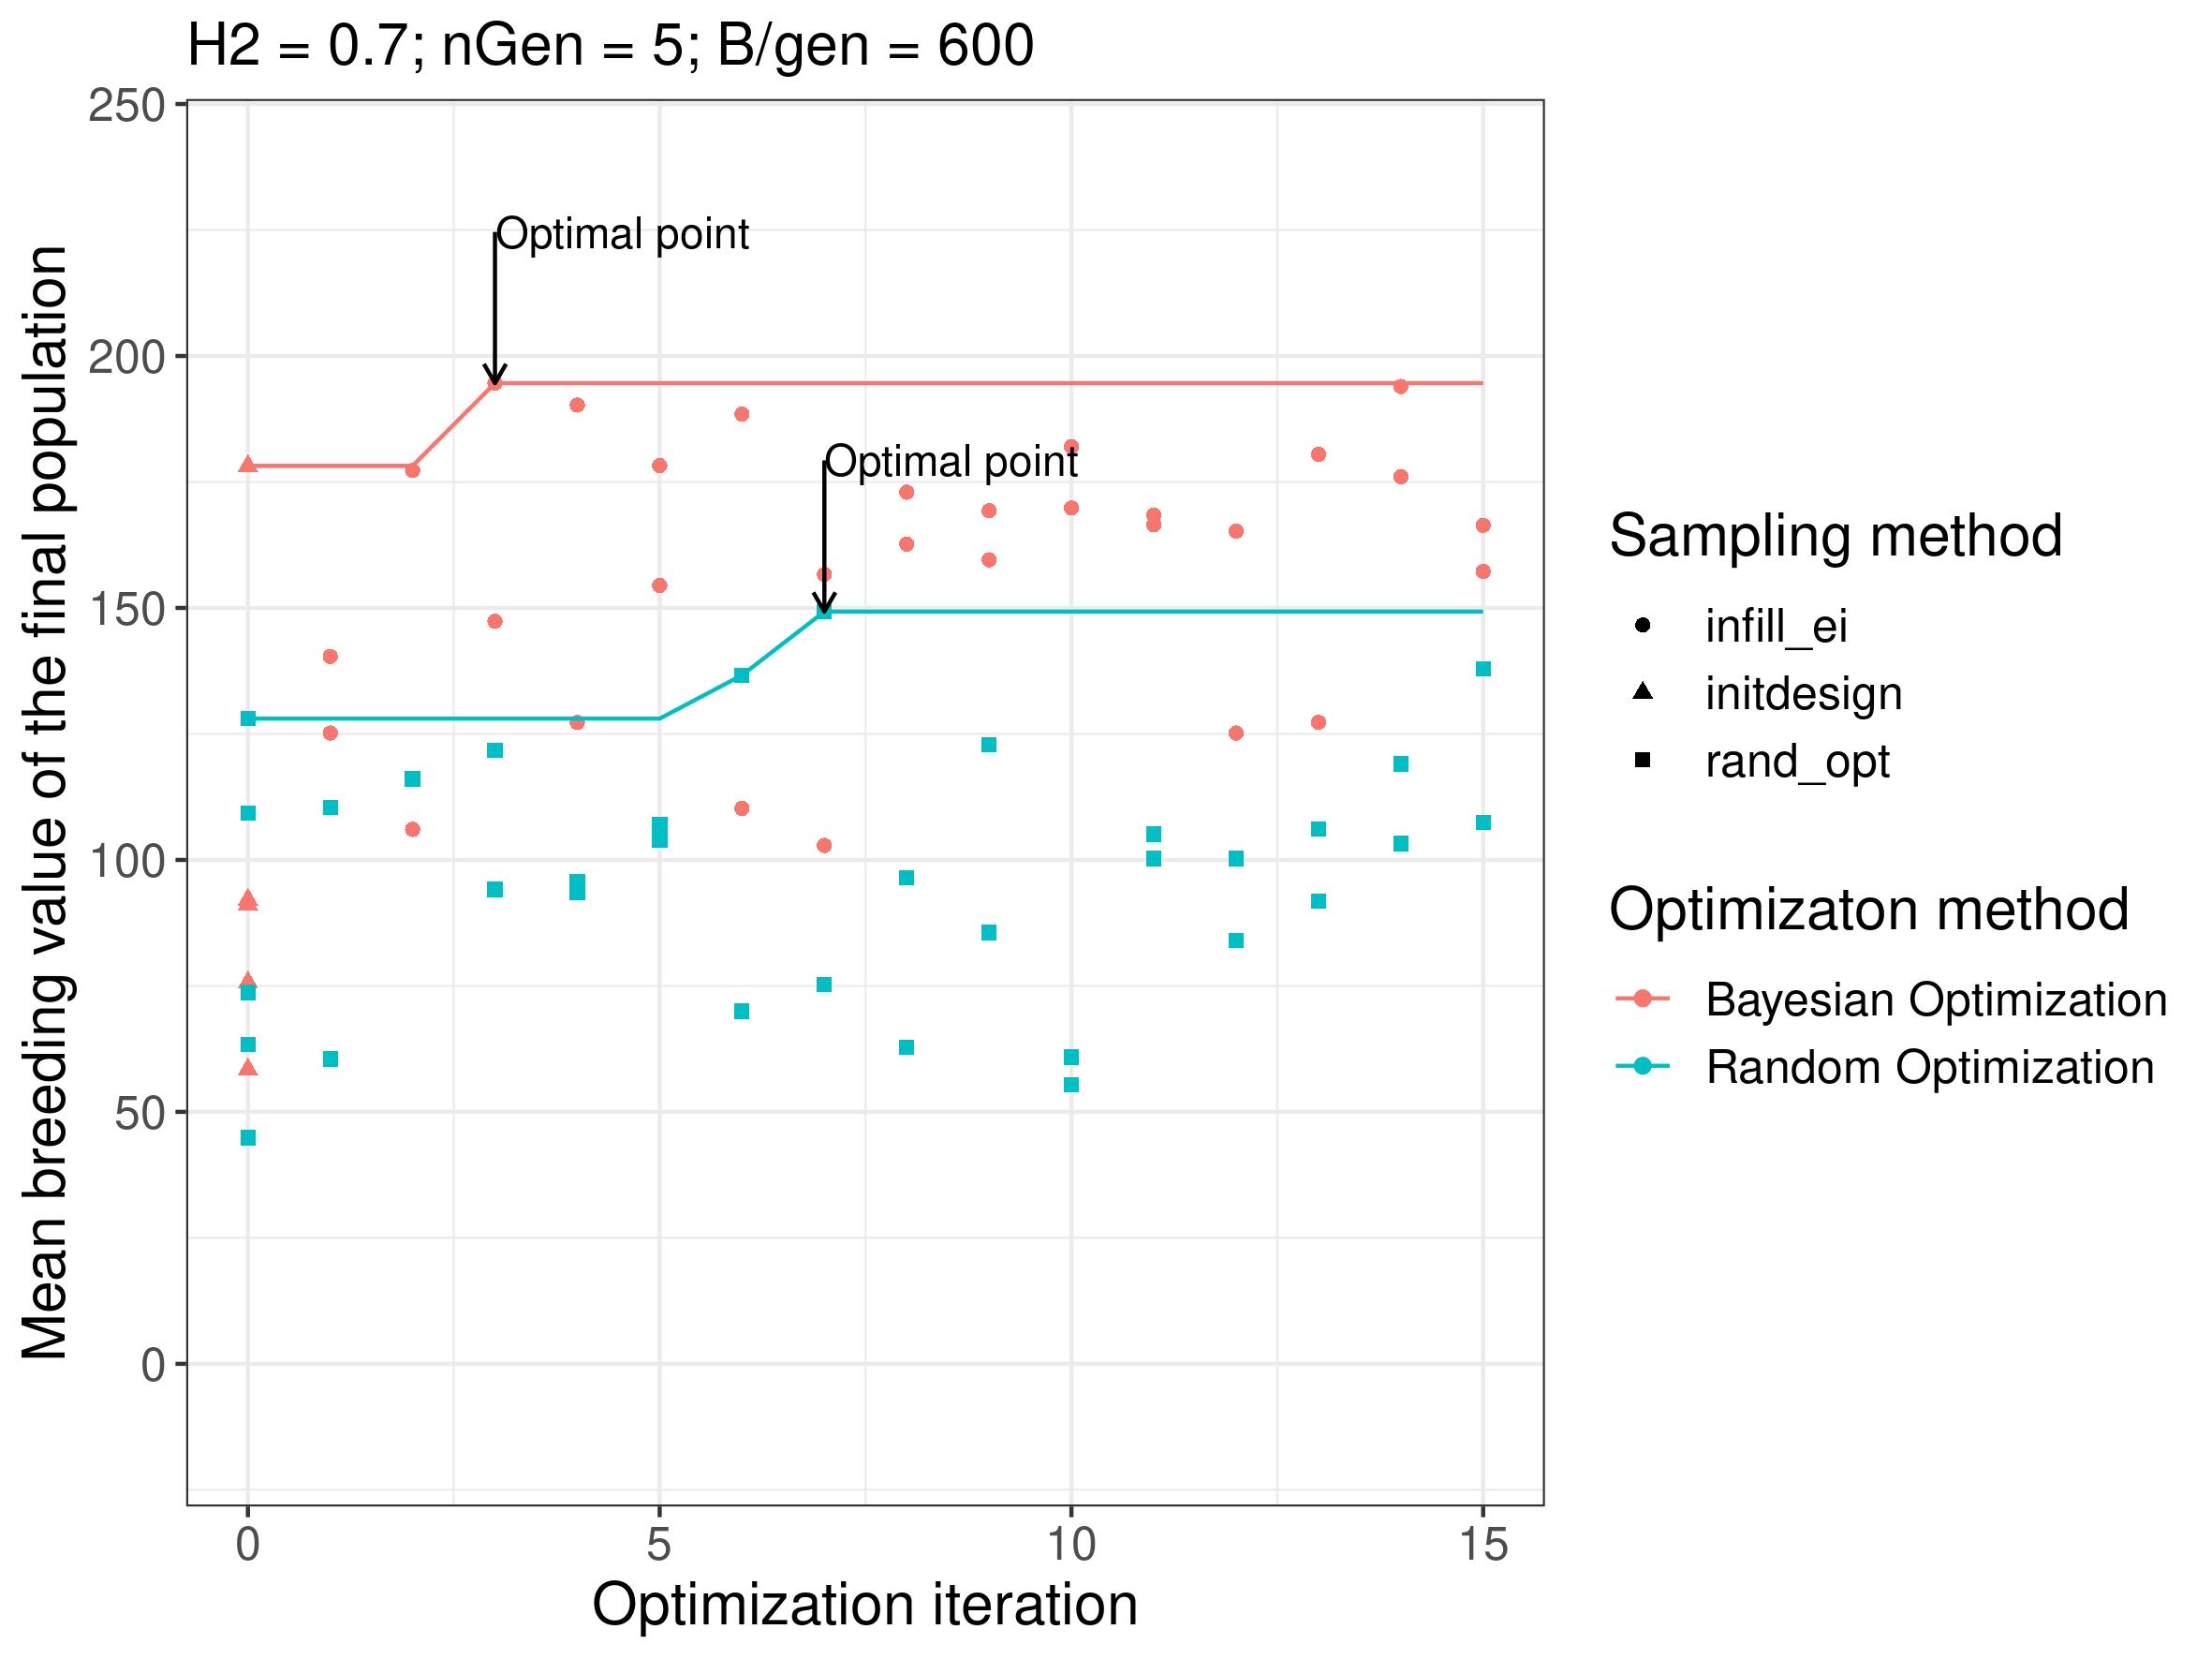 H2 = 0.7; nGen = 5; B/gen = 600
Mean breeding value of the final population
250
200
150
100
50
0
Optimal point
Optimal point
0 5 10 15
Optimization iteration
Sampling method
infill_ei
initdesign
rand_opt
Optimizaton method
Bayesian Optimization
Random Optimization